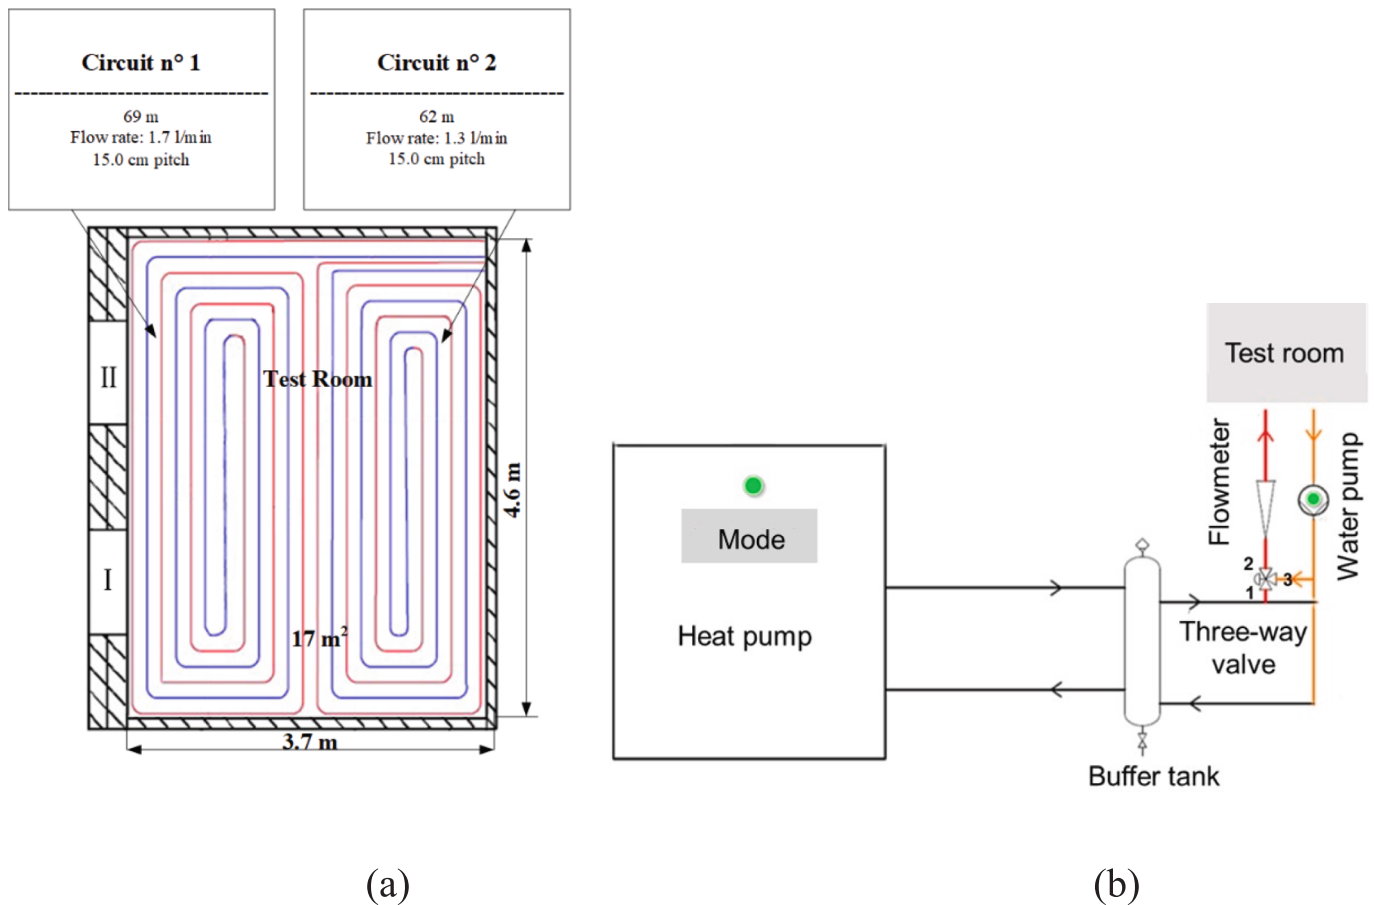 Circuit n° 1
69 m
Flow rate: 1.7 l/min
15.0 cm pitch
Circuit n° 2
62 m
Flow rate: 1.3 l/min
15.0 cm pitch
II
I
Test Room
17 m²
4.6 m
3.7 m
(a)
Mode
Heat pump
Test room
Flowmeter
Water pump
2
3
1
Three-way
valve
Buffer tank
(b)